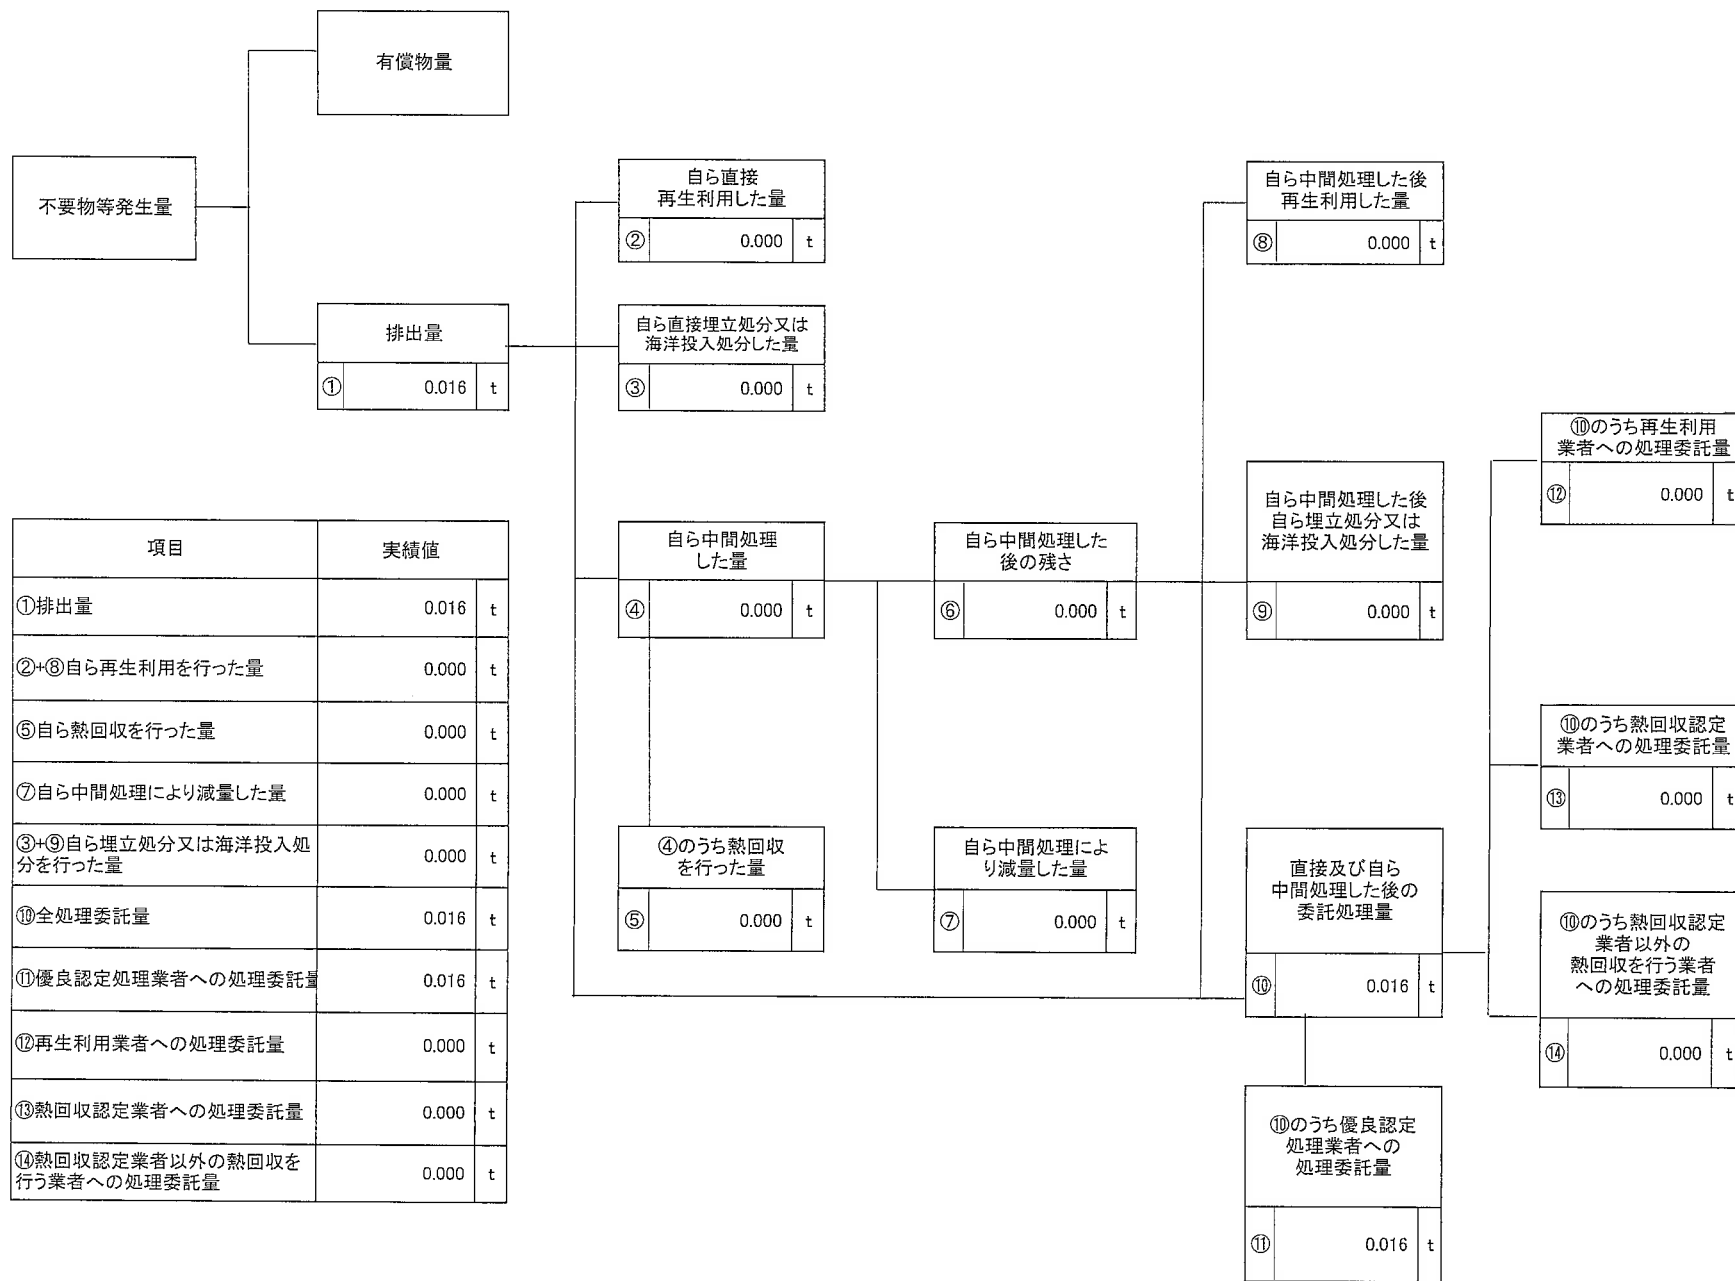 有償物量
不要物等発生量
排出量
① 0.016 t
自ら直接
再生利用した量
② 0.000 t
自ら直接埋立処分又は
海洋投入処分した量
③ 0.000 t
自ら中間処理
した量
④ 0.000 t
④のうち熱回収
を行った量
⑤ 0.000 t
自ら中間処理した
後の残さ
⑥ 0.000 t
自ら中間処理によ
り減量した量
⑦ 0.000 t
自ら中間処理した後
再生利用した量
⑧ 0.000 t
自ら中間処理した後
自ら埋立処分又は
海洋投入処分した量
⑨ 0.000 t
直接及び自ら
中間処理した後の
委託処理量
⑩ 0.016 t
⑩のうち優良認定
処理業者への
処理委託量
⑪ 0.016 t
⑩のうち再生利用
業者への処理委託量
⑫ 0.000 t
⑩のうち熱回収認定
業者への処理委託量
⑬ 0.000 t
⑩のうち熱回収認定
業者以外の
熱回収を行う業者
への処理委託量
⑭ 0.000 t
項目 実績値
①排出量 0.016 t
②+⑧自ら再生利用を行った量 0.000 t
⑤自ら熱回収を行った量 0.000 t
⑦自ら中間処理により減量した量 0.000 t
③+⑨自ら埋立処分又は海洋投入処
分を行った量 0.000 t
⑩全処理委託量 0.016 t
⑪優良認定処理業者への処理委託量 0.016 t
⑫再生利用業者への処理委託量 0.000 t
⑬熱回収認定業者への処理委託量 0.000 t
⑭熱回収認定業者以外の熱回収を
行う業者への処理委託量 0.000 t